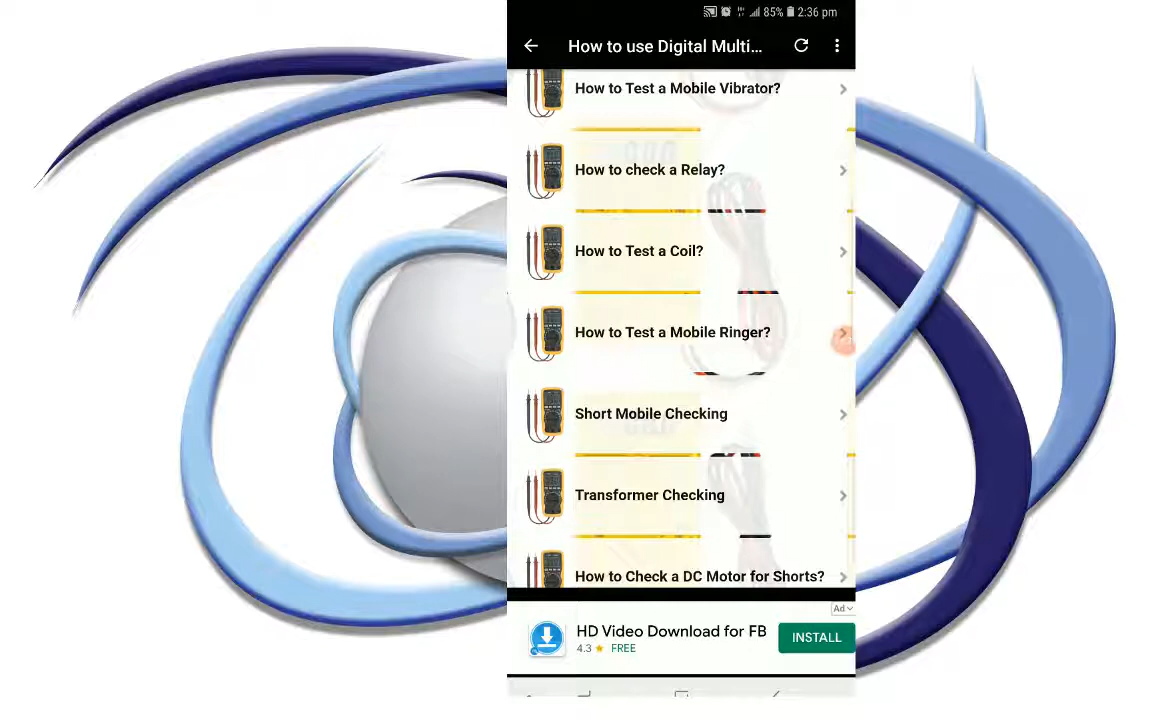 85% 2:36 pm
How to use Digital Multi...
How to Test a Mobile Vibrator?
How to check a Relay?
How to Test a Coil?
How to Test a Mobile Ringer?
Short Mobile Checking
Transformer Checking
How to Check a DC Motor for Shorts?
Ad
HD Video Download for FB
4.3 ★ FREE
INSTALL